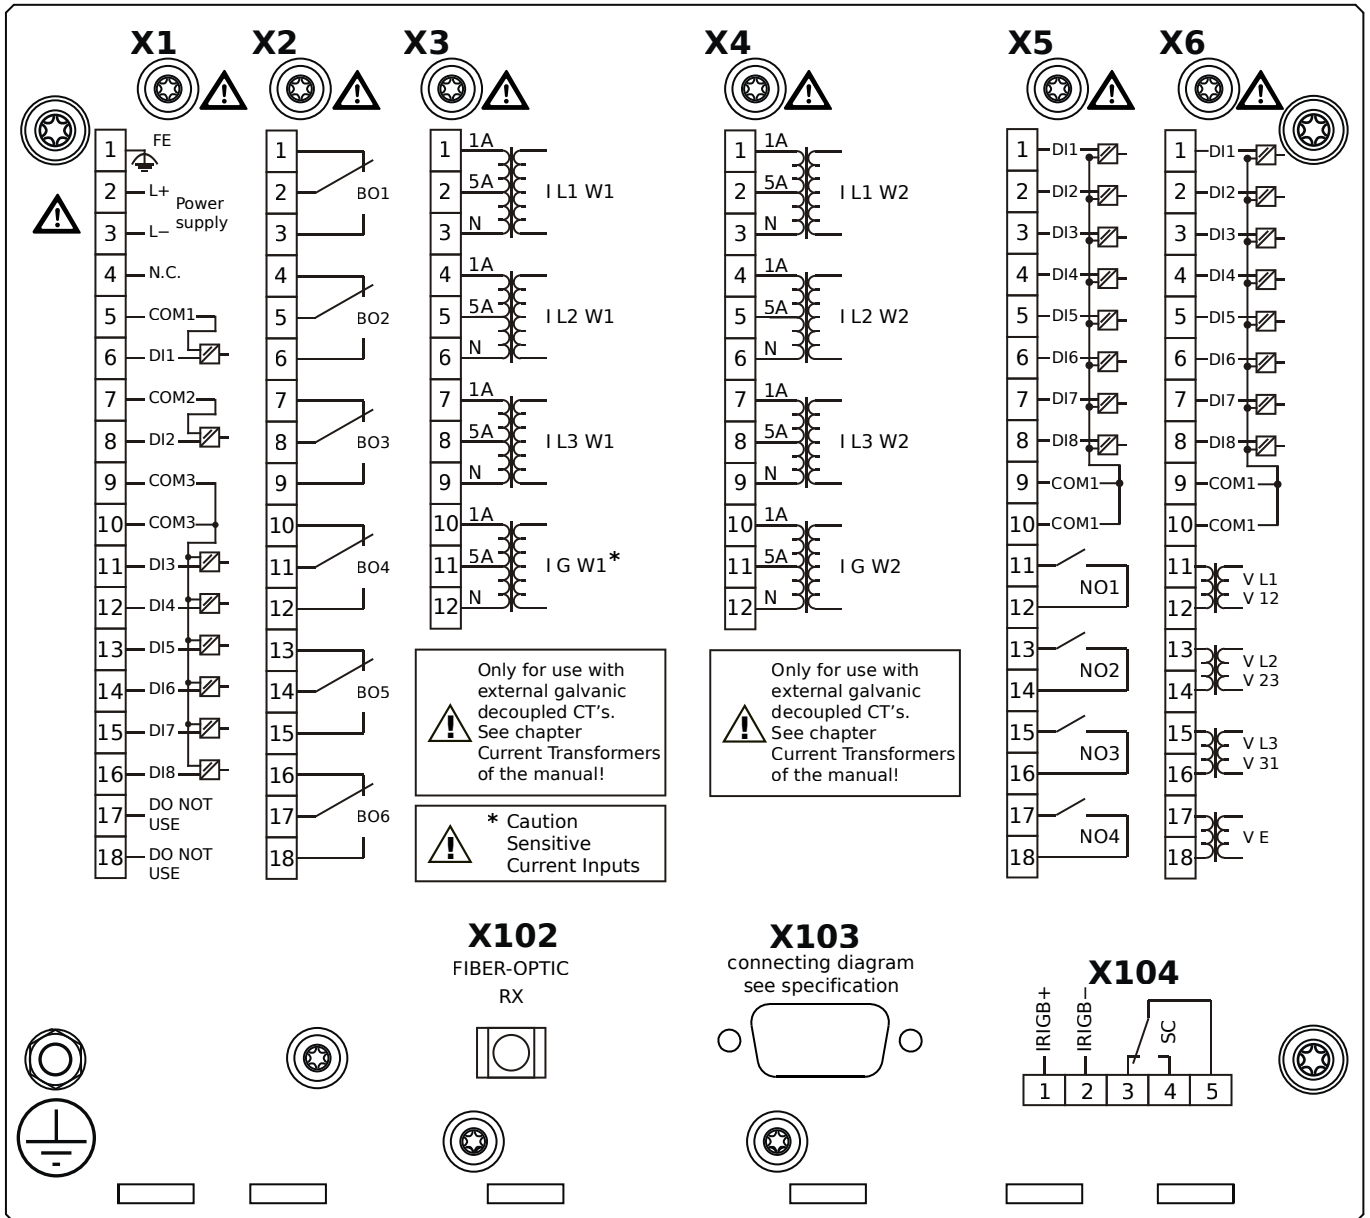 X1
X2
X3
X4
X5
X6
1
FE
2
L+
Power
supply
3
L−
4
N.C.
5
COM1
6
DI1
7
COM2
8
DI2
9
COM3
10
COM3
11
DI3
12
DI4
13
DI5
14
DI6
15
DI7
16
DI8
17
DO NOT
USE
18
DO NOT
USE
1
2
BO1
3
4
5
BO2
6
7
8
BO3
9
10
11
BO4
12
13
14
BO5
15
16
17
BO6
18
1
1A
2
5A
I L1 W1
3
N
4
1A
5
5A
I L2 W1
6
N
7
1A
8
5A
I L3 W1
9
N
10
1A
11
5A
I G W1*
12
N
Only for use with
external galvanic
decoupled CT's.
See chapter
Current Transformers
of the manual!
* Caution
Sensitive
Current Inputs
1
1A
2
5A
I L1 W2
3
N
4
1A
5
5A
I L2 W2
6
N
7
1A
8
5A
I L3 W2
9
N
10
1A
11
5A
I G W2
12
N
Only for use with
external galvanic
decoupled CT's.
See chapter
Current Transformers
of the manual!
1
DI1
2
DI2
3
DI3
4
DI4
5
DI5
6
DI6
7
DI7
8
DI8
9
COM1
10
COM1
11
NO1
12
13
NO2
14
15
NO3
16
17
NO4
18
1
DI1
2
DI2
3
DI3
4
DI4
5
DI5
6
DI6
7
DI7
8
DI8
9
COM1
10
COM1
11
V L1
V 12
12
13
V L2
V 23
14
15
V L3
V 31
16
17
V E
18
X102
FIBER-OPTIC
RX
X103
connecting diagram
see specification
X104
IRIGB+
IRIGB−
SC
1
2
3
4
5